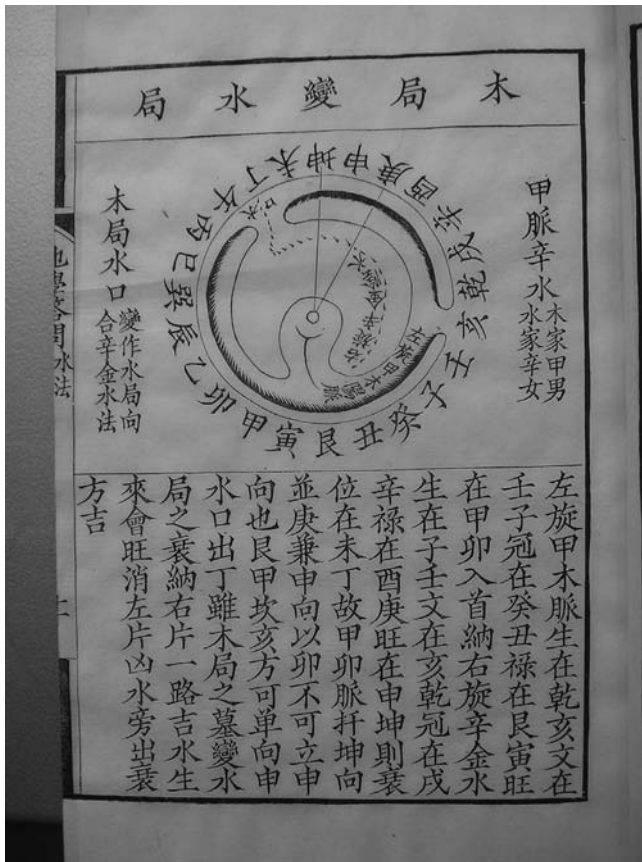 木局變水局
甲脈辛水
木家甲男
水家辛女
丙午丁未坤申庚酉辛戌乾亥壬子癸丑艮寅甲卯乙辰巽巳
水口
左旋甲木陽脈
木局水口
變作水局向
合辛金水法
左旋甲木脈生在乾亥文在
壬子冠在癸丑祿在艮寅旺
在甲卯入首納右旋辛金水
生在子壬文在亥乾冠在戌
辛祿在酉庚旺在申坤則衰
位在未丁故甲卯脈扦坤向
並庚兼申向以卯不可立申
向也艮甲坎亥方可单向申
水口出丁雖木局之墓變水
局之衰納右片一路吉水生
來會旺消左片凶水旁出衰
方吉
水法